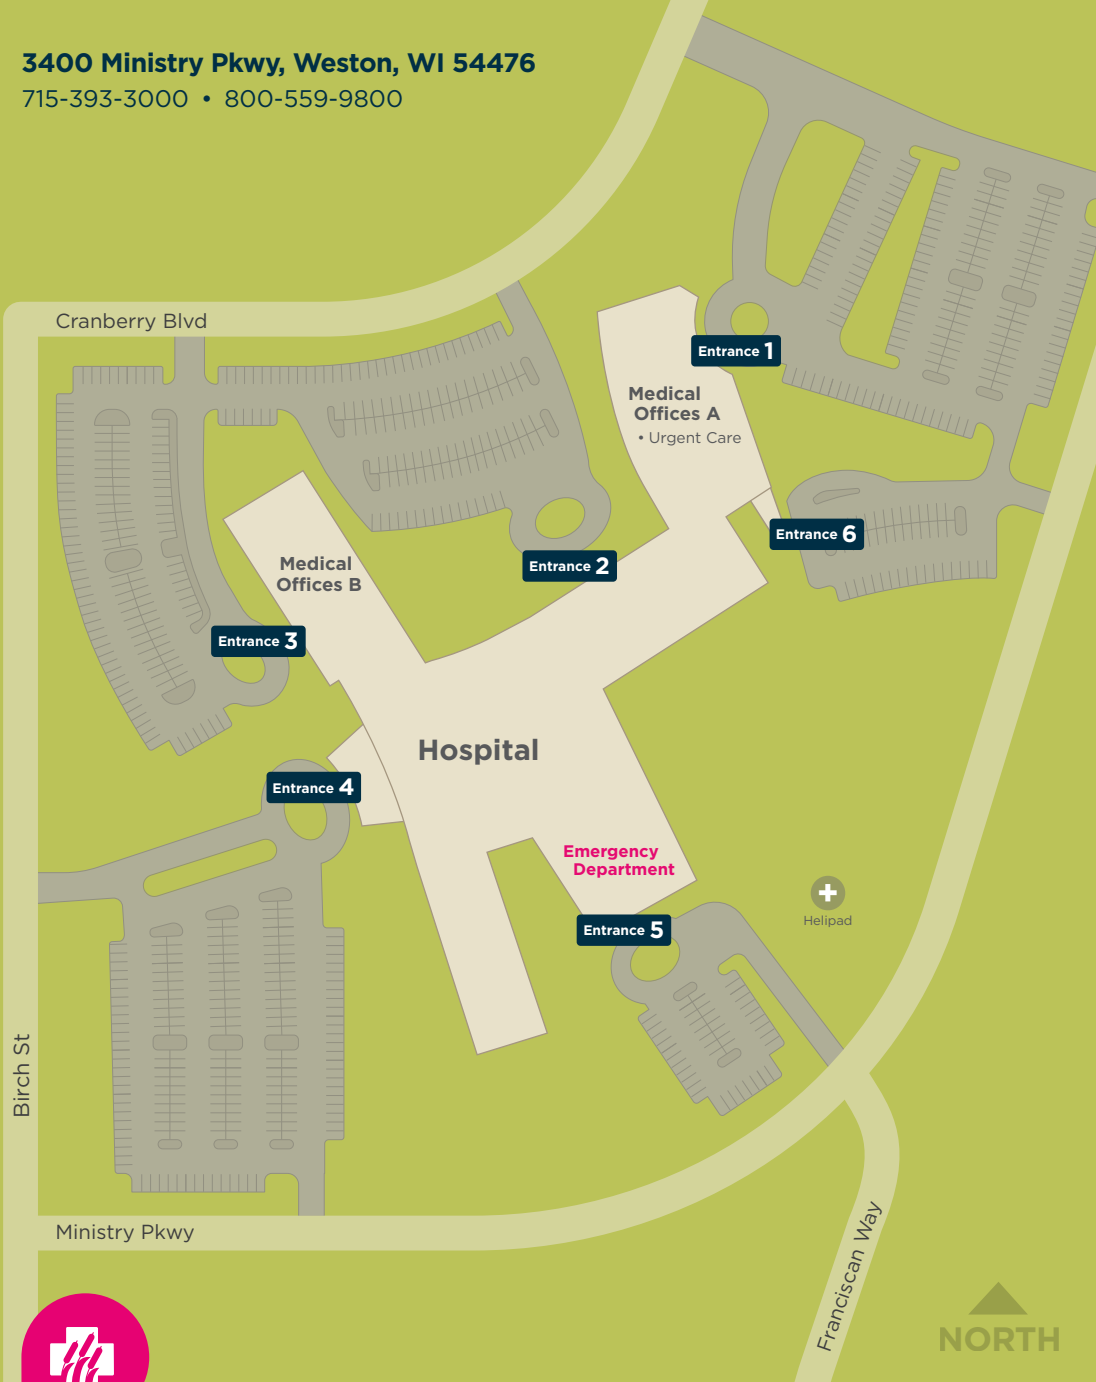 3400 Ministry Pkwy, Weston, WI 54476
715-393-3000 • 800-559-9800
Cranberry Blvd
Entrance 1
Medical
Offices A
• Urgent Care
Entrance 6
Entrance 2
Medical
Offices B
Entrance 3
Hospital
Entrance 4
Emergency
Department
Helipad
Entrance 5
Birch St
Ministry Pkwy
Franciscan Way
NORTH